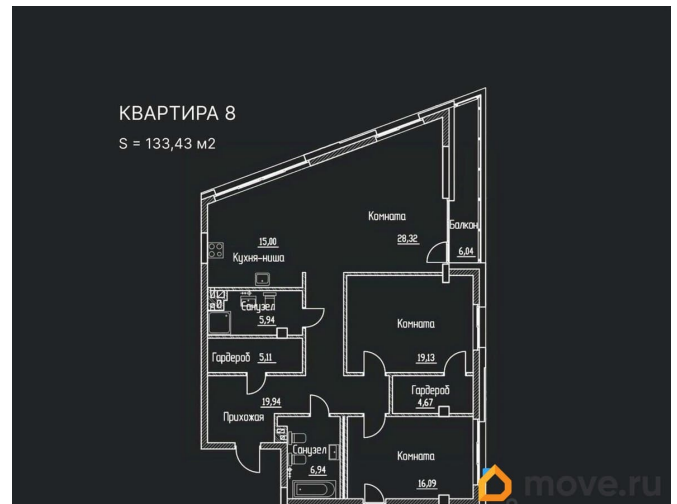 КВАРТИРА 8
S = 133,43 м2
Комната
28,32
Балкон
6,04
15,00
Кухня-ниша
Санузел
5,94
Комната
19,13
Гардероб 5,11
Гардероб
4,67
19,94
Прихожая
Санузел
6,94
Комната
16,09
move.ru